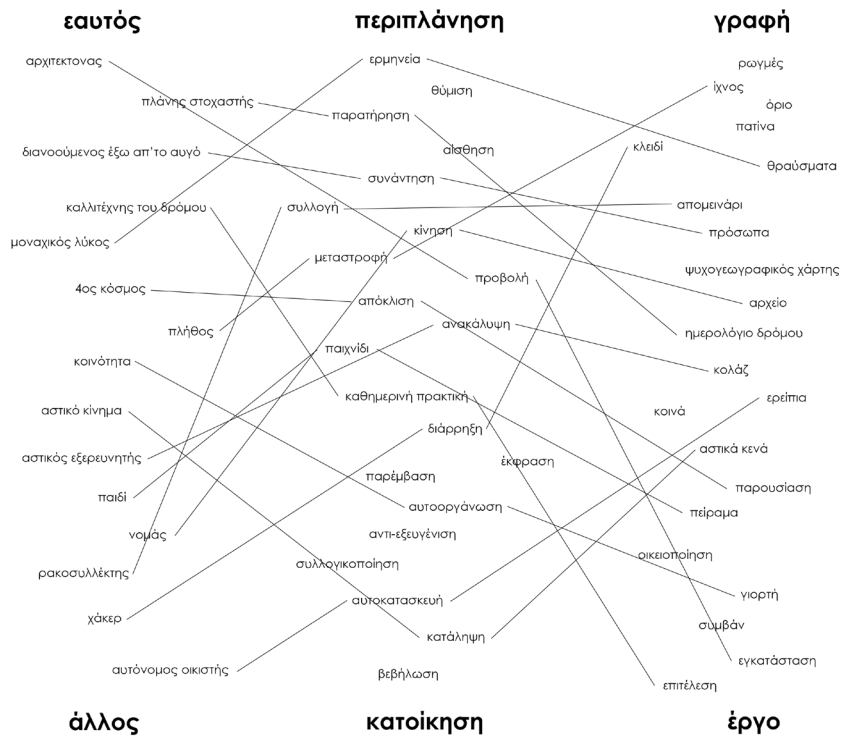 εαυτός
περιπλάνηση
γραφή
αρχιτεκτονας
ερμηνεία
ρωγμές
θύμιση
ίχνος
πλάνης στοχαστής
παρατήρηση
όριο
πατίνα
διανοούμενος έξω απ'το αυγό
αίσθηση
κλειδί
συνάντηση
θραύσματα
καλλιτέχνης του δρόμου
συλλογή
απομεινάρι
μοναχικός λύκος
κίνηση
πρόσωπα
μεταστροφή
προβολή
ψυχογεωγραφικός χάρτης
4ος κόσμος
απόκλιση
αρχείο
πλήθος
ανακάλυψη
ημερολόγιο δρόμου
κοινότητα
παιχνίδι
κολάζ
αστικό κίνημα
καθημερινή πρακτική
κοινά
ερείπια
διάρρηξη
αστικός εξερευνητής
έκφραση
αστικά κενά
παιδί
παρέμβαση
παρουσίαση
αυτοοργάνωση
πείραμα
νομάς
αντι-εξευγένιση
ρακοσυλλέκτης
συλλογικοποίηση
οικειοποίηση
χάκερ
αυτοκατασκευή
γιορτή
κατάληψη
συμβάν
αυτόνομος οικιστής
βεβήλωση
εγκατάσταση
επιτέλεση
άλλος
κατοίκηση
έργο